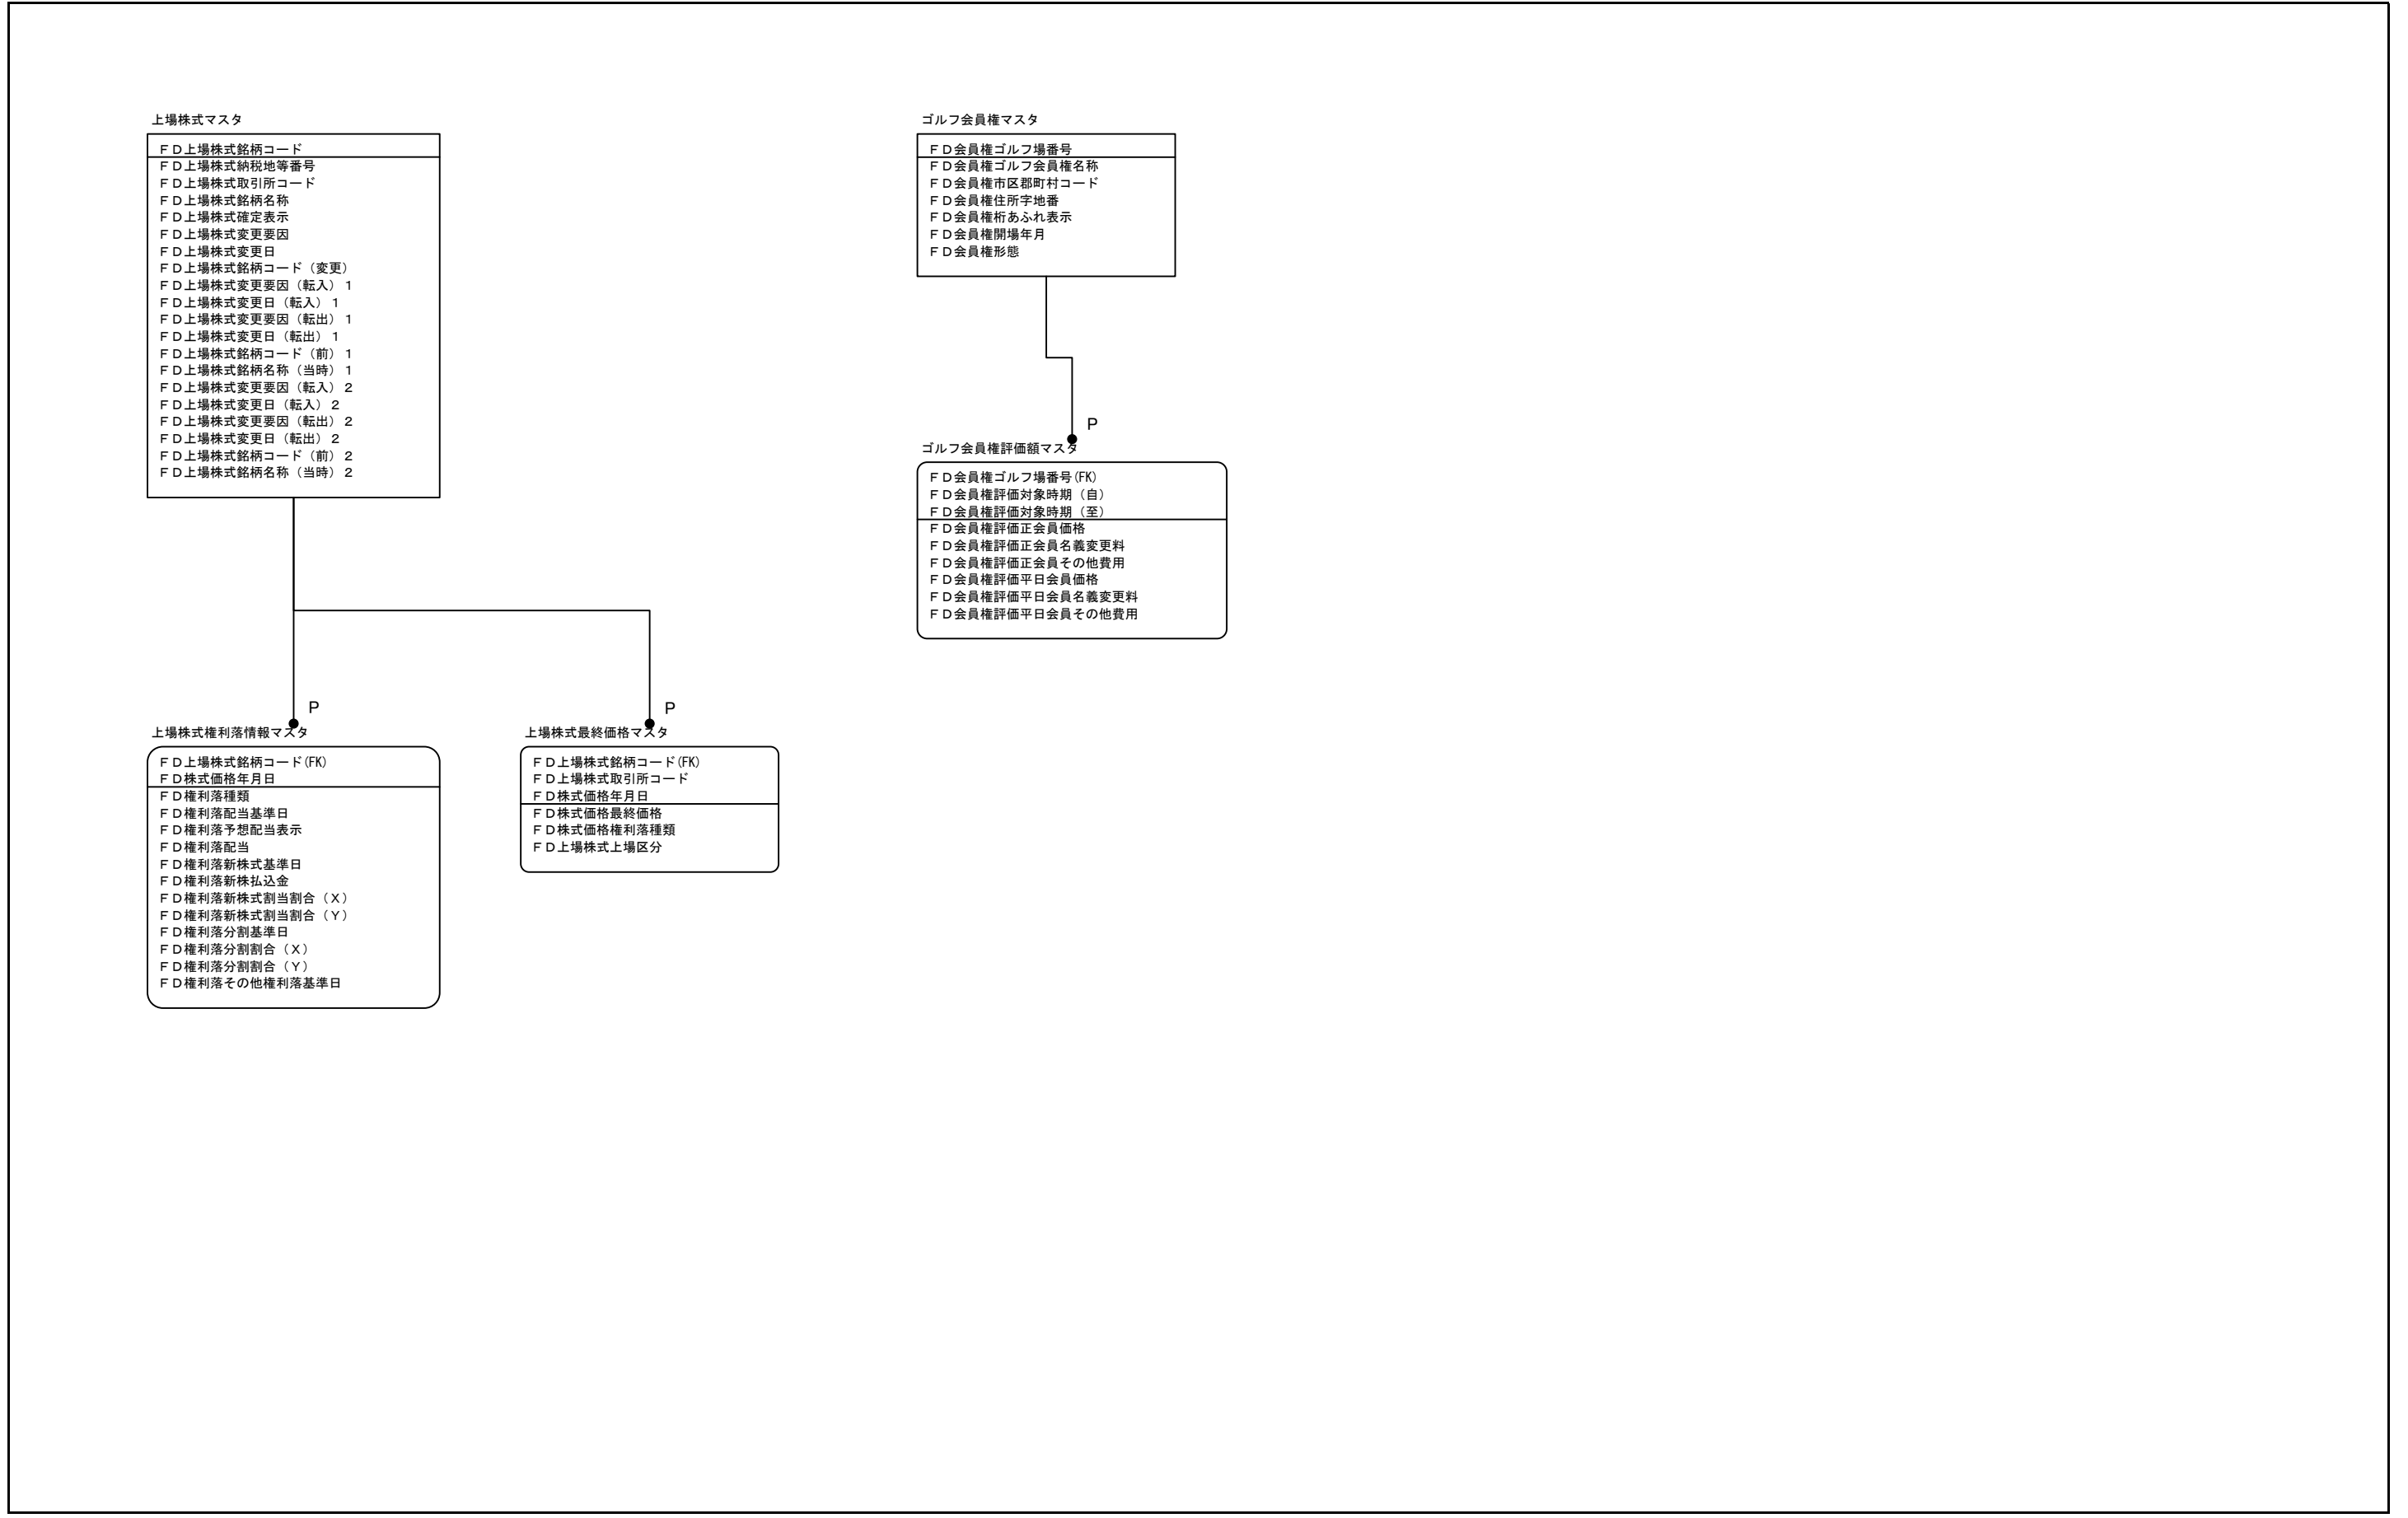 上場株式マスタ
ＦＤ上場株式銘柄コード
ＦＤ上場株式納税地等番号
ＦＤ上場株式取引所コード
ＦＤ上場株式銘柄名称
ＦＤ上場株式確定表示
ＦＤ上場株式変更要因
ＦＤ上場株式変更日
ＦＤ上場株式銘柄コード（変更）
ＦＤ上場株式変更要因（転入）１
ＦＤ上場株式変更日（転入）１
ＦＤ上場株式変更要因（転出）１
ＦＤ上場株式変更日（転出）１
ＦＤ上場株式銘柄コード（前）１
ＦＤ上場株式銘柄名称（当時）１
ＦＤ上場株式変更要因（転入）２
ＦＤ上場株式変更日（転入）２
ＦＤ上場株式変更要因（転出）２
ＦＤ上場株式変更日（転出）２
ＦＤ上場株式銘柄コード（前）２
ＦＤ上場株式銘柄名称（当時）２
ゴルフ会員権マスタ
ＦＤ会員権ゴルフ場番号
ＦＤ会員権ゴルフ会員権名称
ＦＤ会員権市区郡町村コード
ＦＤ会員権住所字地番
ＦＤ会員権桁あふれ表示
ＦＤ会員権開場年月
ＦＤ会員権形態
P
ゴルフ会員権評価額マスタ
ＦＤ会員権ゴルフ場番号(FK)
ＦＤ会員権評価対象時期（自）
ＦＤ会員権評価対象時期（至）
ＦＤ会員権評価正会員価格
ＦＤ会員権評価正会員名義変更料
ＦＤ会員権評価正会員その他費用
ＦＤ会員権評価平日会員価格
ＦＤ会員権評価平日会員名義変更料
ＦＤ会員権評価平日会員その他費用
P
上場株式権利落情報マスタ
ＦＤ上場株式銘柄コード(FK)
ＦＤ株式価格年月日
ＦＤ権利落種類
ＦＤ権利落配当基準日
ＦＤ権利落予想配当表示
ＦＤ権利落配当
ＦＤ権利落新株式基準日
ＦＤ権利落新株払込金
ＦＤ権利落新株式割当割合（Ｘ）
ＦＤ権利落新株式割当割合（Ｙ）
ＦＤ権利落分割基準日
ＦＤ権利落分割割合（Ｘ）
ＦＤ権利落分割割合（Ｙ）
ＦＤ権利落その他権利落基準日
P
上場株式最終価格マスタ
ＦＤ上場株式銘柄コード(FK)
ＦＤ上場株式取引所コード
ＦＤ株式価格年月日
ＦＤ株式価格最終価格
ＦＤ株式価格権利落種類
ＦＤ上場株式上場区分